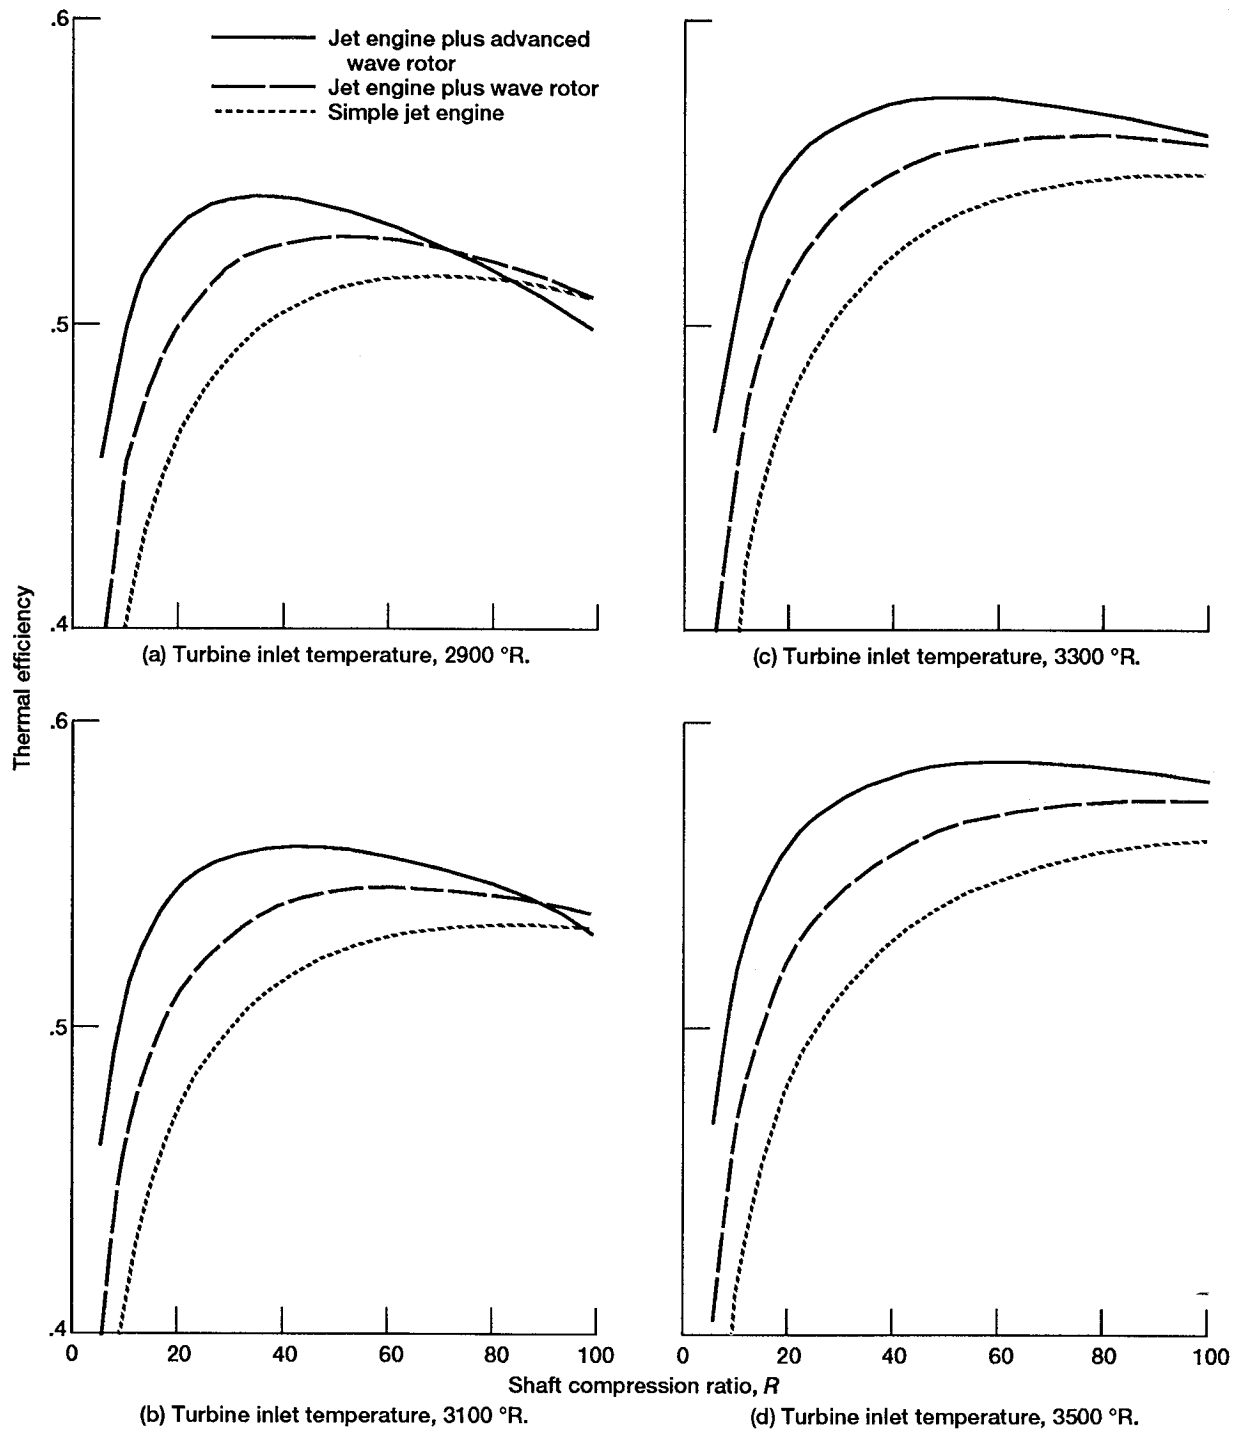 .6
Jet engine plus advanced
wave rotor
Jet engine plus wave rotor
Simple jet engine
.5
.4
(a) Turbine inlet temperature, 2900 °R.
(c) Turbine inlet temperature, 3300 °R.
Thermal efficiency
.6
.5
.4
0 20 40 60 80 100
0 20 40 60 80 100
Shaft compression ratio, R
(b) Turbine inlet temperature, 3100 °R.
(d) Turbine inlet temperature, 3500 °R.